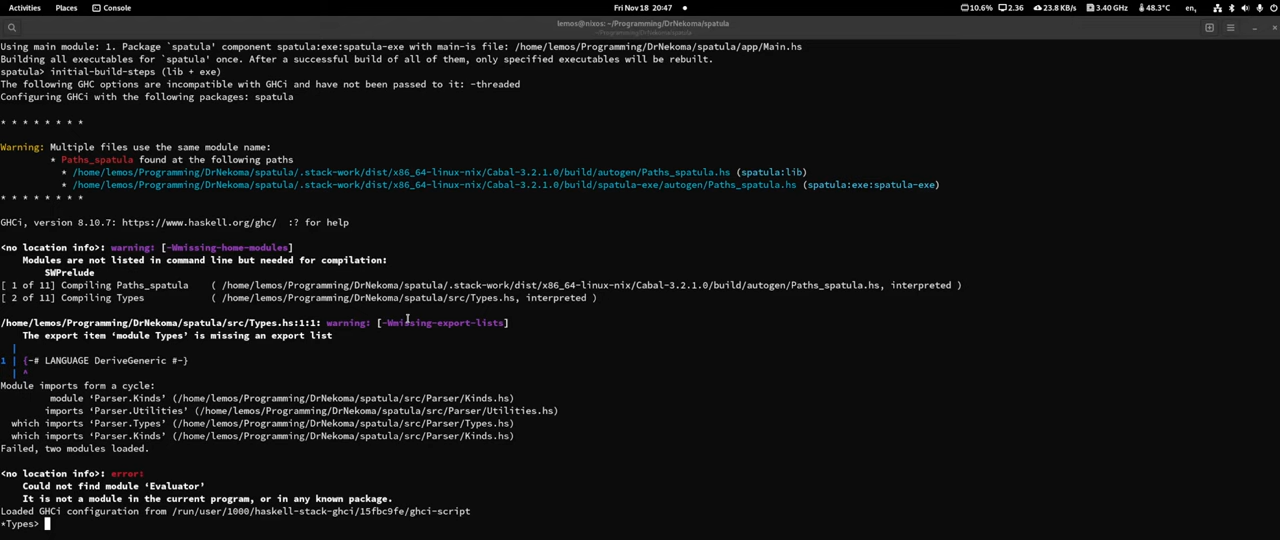 Activities Places Console Fri Nov 18 20:47 10.6% 2.36 23.8 KB/s 3.40 GHz 48.3°C en₁
lemos@nixos: ~/Programming/DrNekoma/spatula
~/Programming/DrNekoma/spatula
Using main module: 1. Package `spatula' component spatula:exe:spatula-exe with main-is file: /home/lemos/Programming/DrNekoma/spatula/app/Main.hs
Building all executables for `spatula' once. After a successful build of all of them, only specified executables will be rebuilt.
spatula> initial-build-steps (lib + exe)
The following GHC options are incompatible with GHCi and have not been passed to it: -threaded
Configuring GHCi with the following packages: spatula
* * * * * * * *
Warning: Multiple files use the same module name:
* Paths_spatula found at the following paths
* /home/lemos/Programming/DrNekoma/spatula/.stack-work/dist/x86_64-linux-nix/Cabal-3.2.1.0/build/autogen/Paths_spatula.hs (spatula:lib)
* /home/lemos/Programming/DrNekoma/spatula/.stack-work/dist/x86_64-linux-nix/Cabal-3.2.1.0/build/spatula-exe/autogen/Paths_spatula.hs (spatula:exe:spatula-exe)
* * * * * * * *
GHCi, version 8.10.7: https://www.haskell.org/ghc/ :? for help
<no location info>: warning: [-Wmissing-home-modules]
Modules are not listed in command line but needed for compilation:
SWPrelude
[ 1 of 11] Compiling Paths_spatula ( /home/lemos/Programming/DrNekoma/spatula/.stack-work/dist/x86_64-linux-nix/Cabal-3.2.1.0/build/autogen/Paths_spatula.hs, interpreted )
[ 2 of 11] Compiling Types ( /home/lemos/Programming/DrNekoma/spatula/src/Types.hs, interpreted )
/home/lemos/Programming/DrNekoma/spatula/src/Types.hs:1:1: warning: [-Wmissing-export-lists]
The export item ‘module Types’ is missing an export list
|
1 | {-# LANGUAGE DeriveGeneric #-}
| ^
Module imports form a cycle:
module ‘Parser.Kinds’ (/home/lemos/Programming/DrNekoma/spatula/src/Parser/Kinds.hs)
imports ‘Parser.Utilities’ (/home/lemos/Programming/DrNekoma/spatula/src/Parser/Utilities.hs)
which imports ‘Parser.Types’ (/home/lemos/Programming/DrNekoma/spatula/src/Parser/Types.hs)
which imports ‘Parser.Kinds’ (/home/lemos/Programming/DrNekoma/spatula/src/Parser/Kinds.hs)
Failed, two modules loaded.
<no location info>: error:
Could not find module ‘Evaluator’
It is not a module in the current program, or in any known package.
Loaded GHCi configuration from /run/user/1000/haskell-stack-ghci/15fbc9fe/ghci-script
*Types>